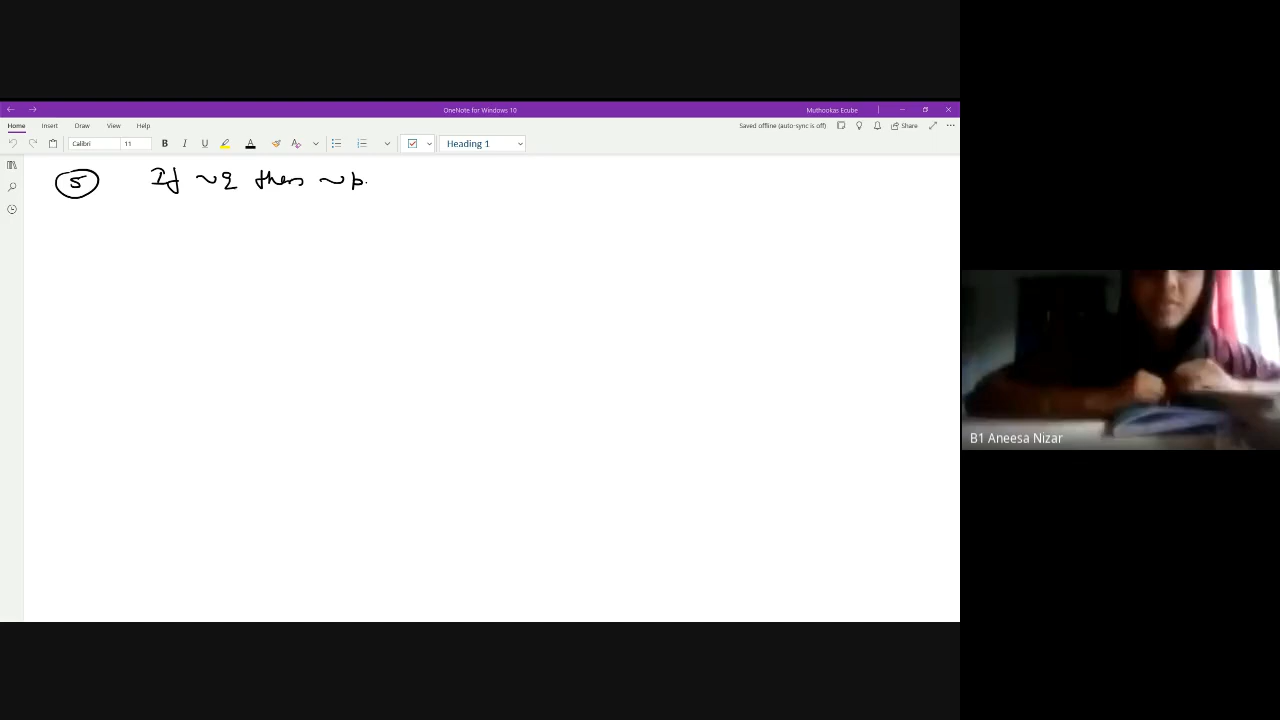 OneNote for Windows 10
Muthookas Ecube
Home Insert Draw View Help
Saved offline (auto-sync is off)
Share
Calibri 11 B I U A Heading 1
5 If ~q then ~p.
B1 Aneesa Nizar